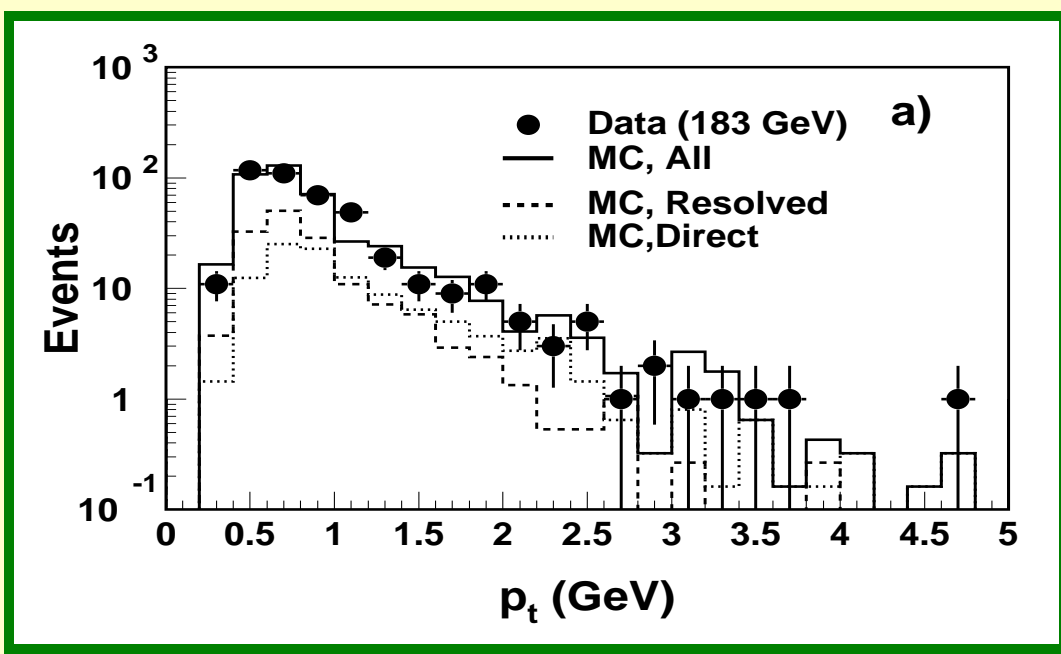 10 3
10 2
10
1
10 -1
Events
a)
Data (183 GeV)
MC, All
MC, Resolved
MC,Direct
0 0.5 1 1.5 2 2.5 3 3.5 4 4.5 5
pt (GeV)